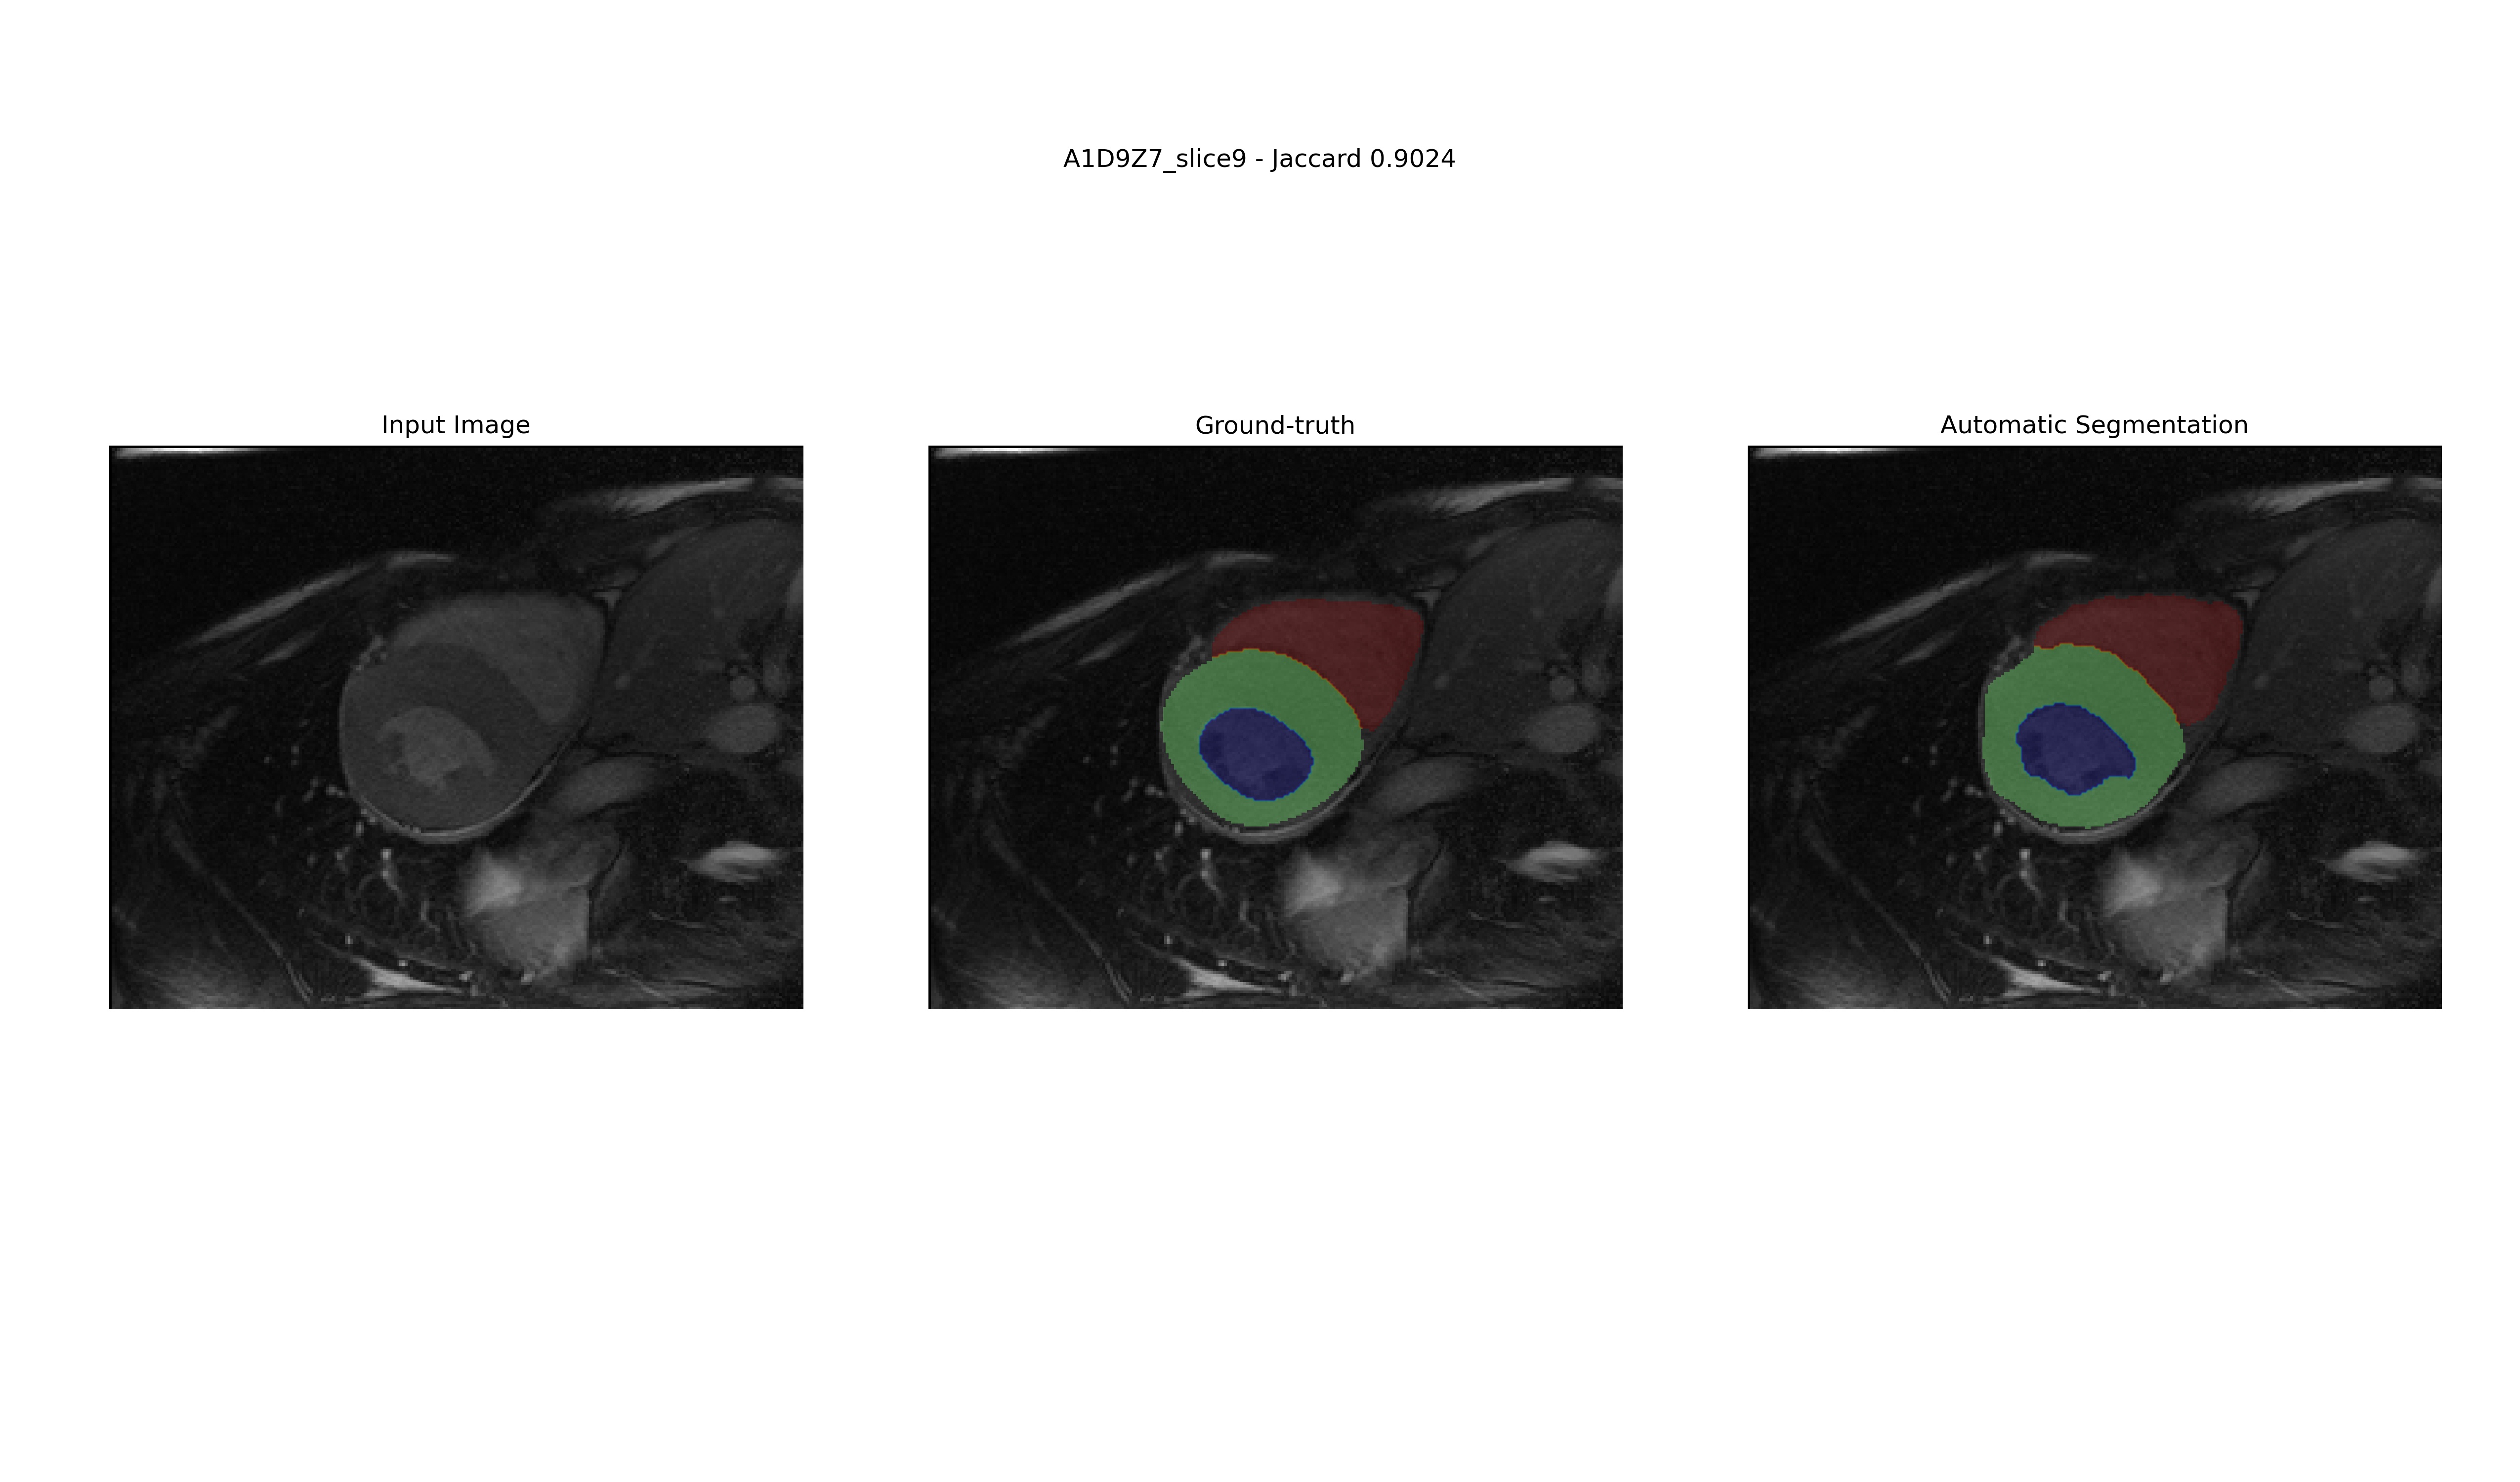 A1D9Z7_slice9 - Jaccard 0.9024
Input Image
Ground-truth
Automatic Segmentation